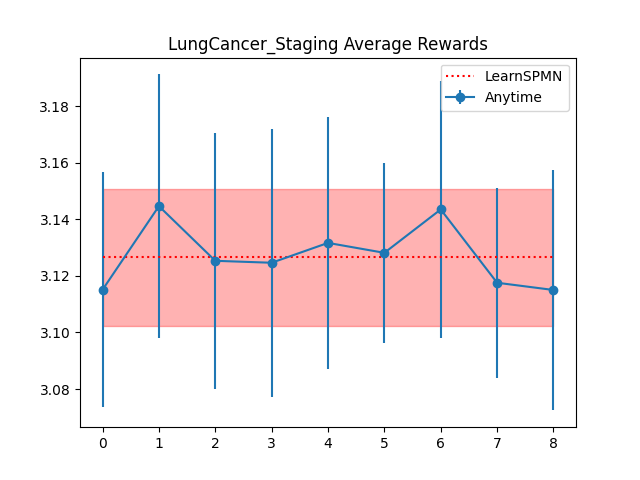 LungCancer_Staging Average Rewards
LearnSPMN
Anytime
3.18
3.16
3.14
3.12
3.10
3.08
0 1 2 3 4 5 6 7 8